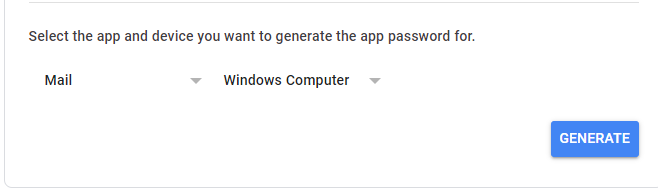 Select the app and device you want to generate the app password for.
Mail Windows Computer
GENERATE